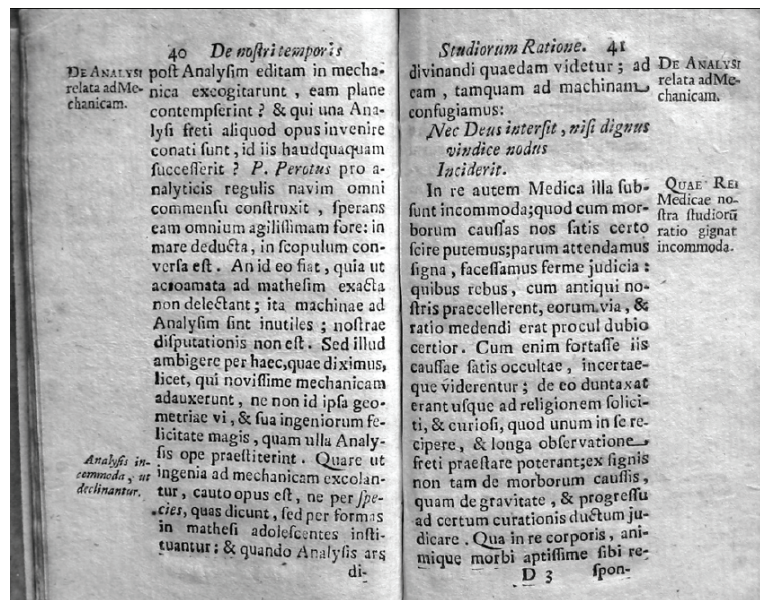 40 De noſtri temporis
DE ANALYSI
relata ad Me-
chanicam.
poſt Analyſim editam in mecha-
nica excogitarunt , eam plane
contempſerint ? & qui una Ana-
lyſi freti aliquod opus invenire
conati ſunt , id iis haudquaquam
ſucceſſerit ? P. Perotus pro a-
nalyticis regulis navim omni
commenſu conſtruxit , ſperans
eam omnium agiliſſimam fore: in
mare deducta, in ſcopulum con-
verſa eſt . An id eo fiat , quia ut
acroamata ad matheſim exacta
non delectant ; ita machinae ad
Analyſim ſint inutiles ; noſtrae
diſputationis non eſt . Sed illud
ambigere per haec,quae diximus,
licet, qui noviſſime mechanicam
adauxerunt, ne non id ipſa geo-
metriae vi , & ſua ingeniorum fe-
licitate magis , quam ulla Analy-
ſis ope praeſtiterint . Quare ut
ingenia ad mechanicam excolan-
tur , cauto opus eſt , ne per ſpe-
cies, quas dicunt, ſed per formas
in matheſi adoleſcentes inſti-
tuantur : & quando Analyſis ars
di-
Analyſis in-
commoda , ut
declinantur.
Studiorum Ratione. 41
divinandi quaedam videtur ; ad
eam , tamquam ad machinam
confugiamus:
Nec Deus interſit , niſi dignus
vindice nodus
Inciderit.
In re autem Medica illa ſub-
ſunt incommoda;quod cum mor-
borum cauſſas nos ſatis certo
ſcire putemus;parum attendamus
ſigna , faceſſamus ferme judicia :
quibus rebus , cum antiqui no-
ſtris praecellerent, eorum via , &
ratio medendi erat procul dubio
certior . Cum enim fortaſſe iis
cauſſae ſatis occultae , incertae-
que viderentur ; de eo duntaxat
erant uſque ad religionem ſolici-
ti, & curioſi, quod unum in ſe re-
cipere , & longa obſervatione
freti praeſtare poterant;ex ſignis
non tam de morborum cauſſis ,
quam de gravitate , & progreſſu
ad certum curationis ductum ju-
dicare . Qua in re corporis , ani-
mique morbi aptiſſime ſibi re-
D 3 ſpon-
DE ANALYSI
relata ad Me-
chanicam.
QUAE REI
Medicae no-
ſtra ſtudiorũ
ratio gignat
incommoda.